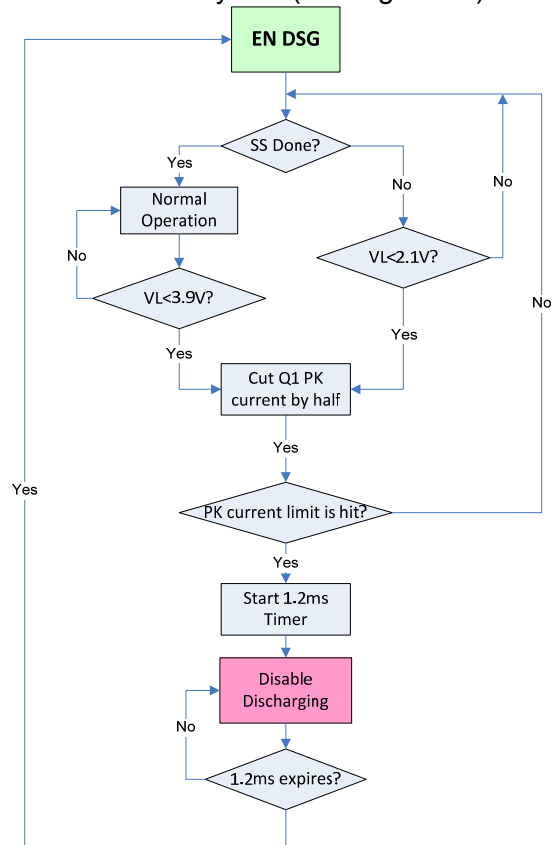 EN DSG
SS Done?
Yes
No
No
Normal
Operation
VL<2.1V?
No
VL<3.9V?
No
Yes
Yes
Cut Q1 PK
current by half
Yes
Yes
PK current limit is hit?
Yes
Start 1.2ms
Timer
Disable
Discharging
No
1.2ms expires?